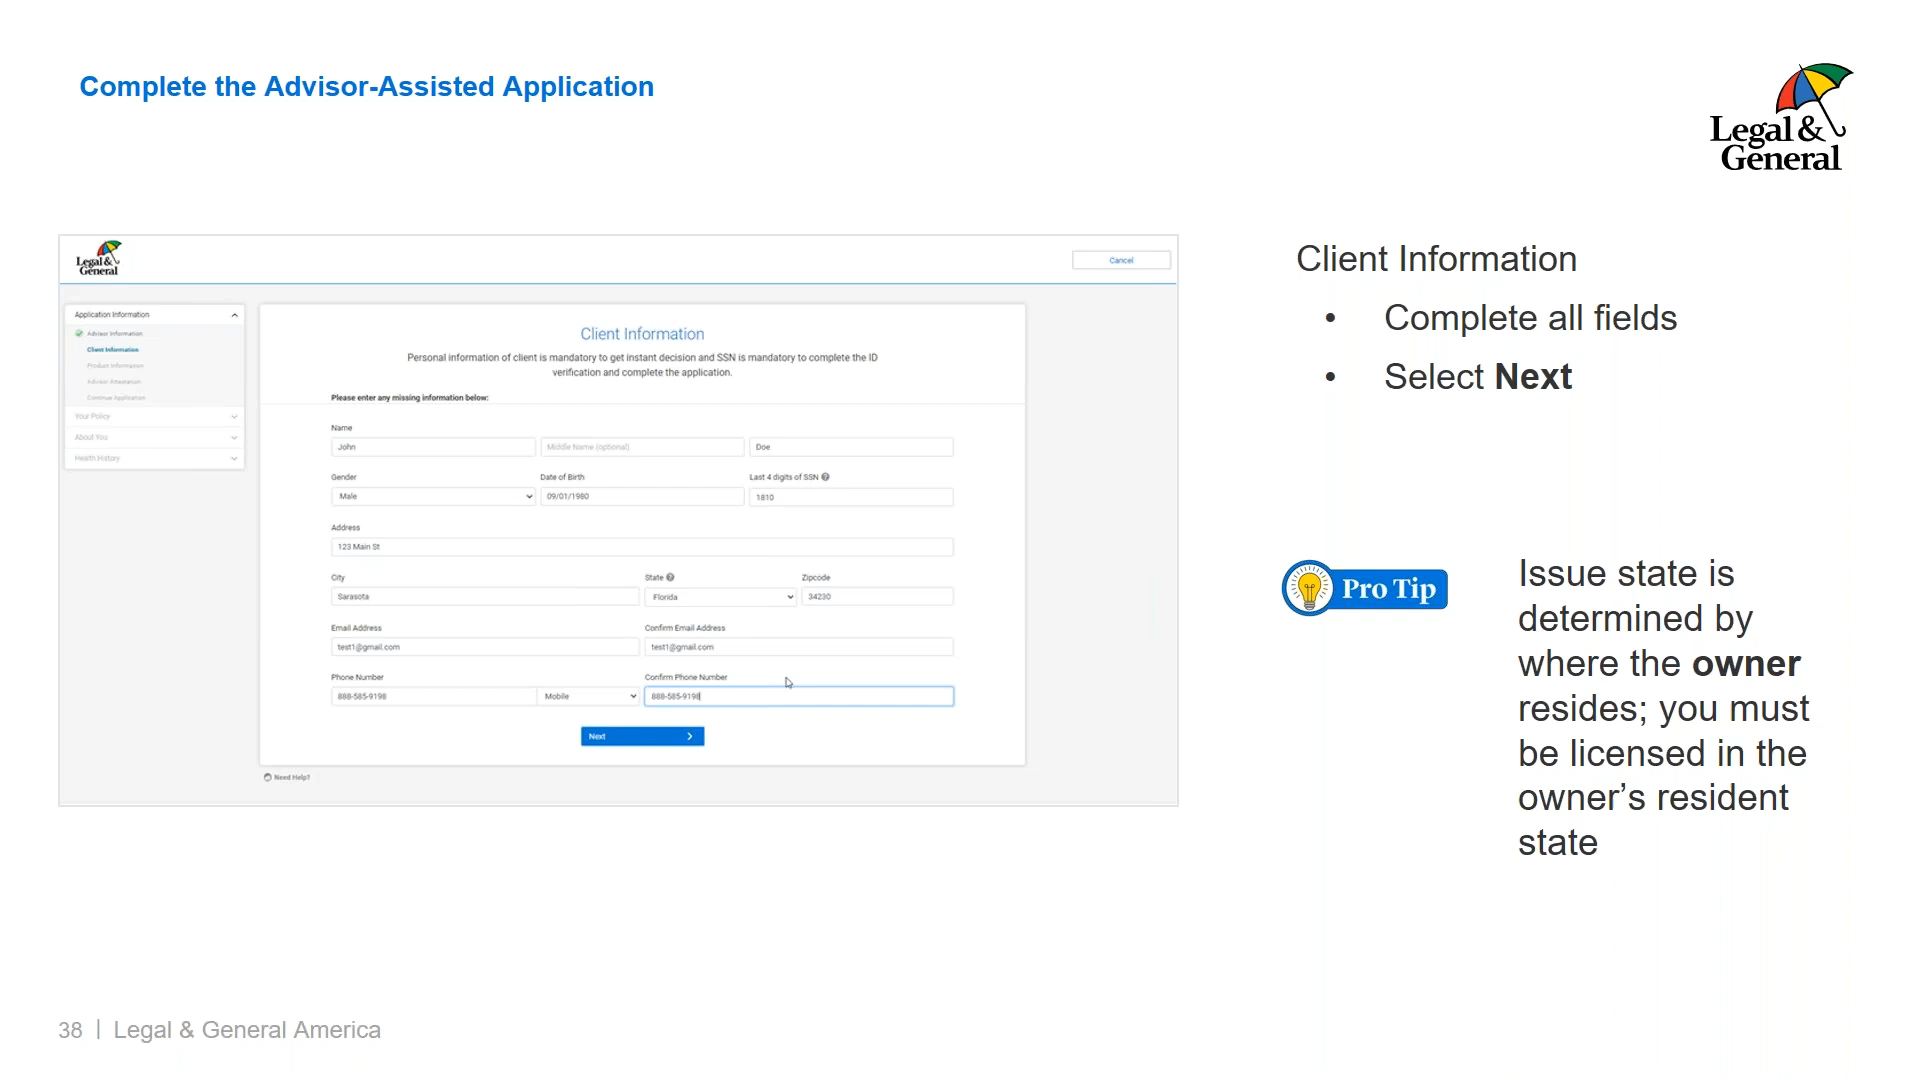 Complete the Advisor-Assisted Application
Legal &
General
Legal &
General
Cancel
Application Information
Advisor Information
Client Information
Product Information
Advisor Attestation
Continue Application
Your Policy
About You
Health History
Client Information
Personal information of client is mandatory to get instant decision and SSN is mandatory to complete the ID
verification and complete the application.
Please enter any missing information below:
Name
John
Middle Name (optional)
Doe
Gender
Date of Birth
Last 4 digits of SSN
Male
09/01/1980
1810
Address
123 Main St
City
State
Zipcode
Sarasota
Florida
34230
Email Address
Confirm Email Address
test1@gmail.com
test1@gmail.com
Phone Number
Confirm Phone Number
888-585-9198
Mobile
888-585-9198
Next
Need Help?
Client Information
• Complete all fields
• Select Next
Pro Tip
Issue state is
determined by
where the owner
resides; you must
be licensed in the
owner’s resident
state
38 | Legal & General America